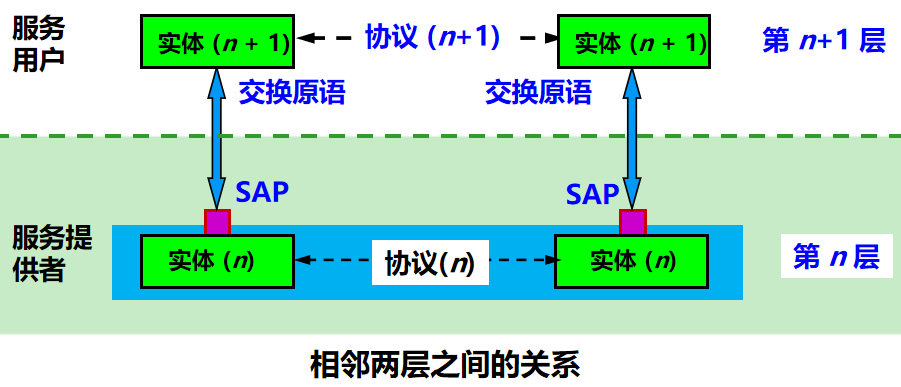 服务
用户
实体 (n + 1)
协议 (n+1)
实体 (n + 1)
第 n+1 层
交换原语
交换原语
SAP
SAP
服务提
供者
实体 (n)
协议(n)
实体 (n)
第 n 层
相邻两层之间的关系